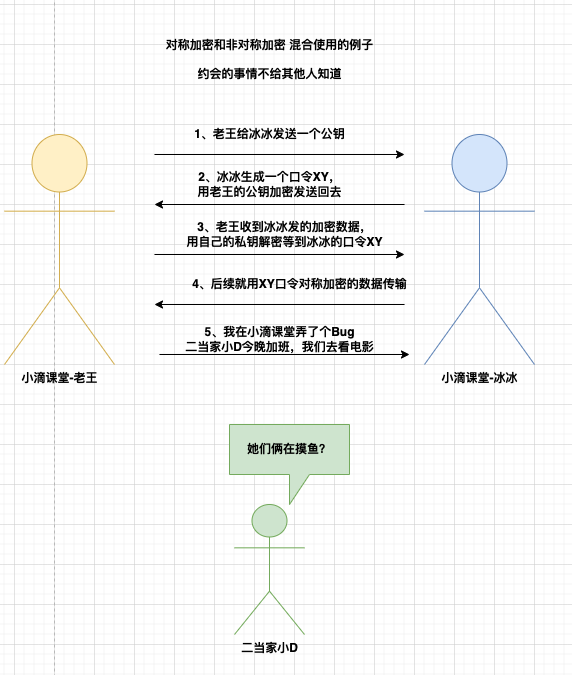 对称加密和非对称加密 混合使用的例子
约会的事情不给其他人知道
1、老王给冰冰发送一个公钥
2、冰冰生成一个口令XY，
用老王的公钥加密发送回去
3、老王收到冰冰发的加密数据，
用自己的私钥解密等到冰冰的口令XY
4、后续就用XY口令对称加密的数据传输
5、我在小滴课堂弄了个Bug
二当家小D今晚加班，我们去看电影
小滴课堂-老王
小滴课堂-冰冰
她们俩在摸鱼？
二当家小D